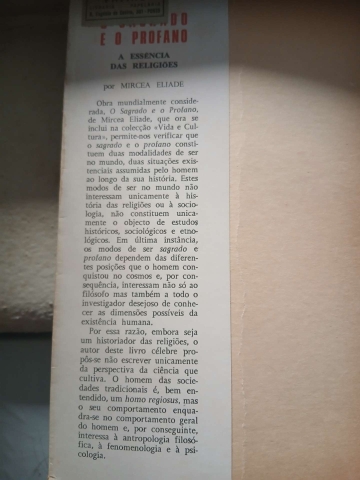 O SAGRADO
E O PROFANO
A ESSÊNCIA
DAS RELIGIÕES
por MIRCEA ELIADE
Obra mundialmente conside-
rada, O Sagrado e o Profano,
de Mircea Eliade, que ora se
inclui na colecção «Vida e Cul-
tura», permite-nos verificar que
o sagrado e o profano consti-
tuem duas modalidades de ser
no mundo, duas situações exis-
tenciais assumidas pelo homem
ao longo da sua história. Estes
modos de ser no mundo não
interessam unicamente à his-
tória das religiões ou à socio-
logia, não constituem unica-
mente o objecto de estudos
históricos, sociológicos e etno-
lógicos. Em última instância,
os modos de ser sagrado e
profano dependem das diferen-
tes posições que o homem con-
quistou no cosmos e, por con-
sequência, interessam não só ao
filósofo mas também a todo o
investigador desejoso de conhe-
cer as dimensões possíveis da
existência humana.
Por essa razão, embora seja
um historiador das religiões, o
autor deste livro célebre pro-
pôs-se não escrever unicamente
da perspectiva da ciência que
cultiva. O homem das socie-
dades tradicionais é, bem en-
tendido, um homo regiosus, mas
o seu comportamento enqua-
dra-se no comportamento geral
do homem e, por conseguinte,
interessa à antropologia filosó-
fica, à fenomenologia e à psi-
cologia.